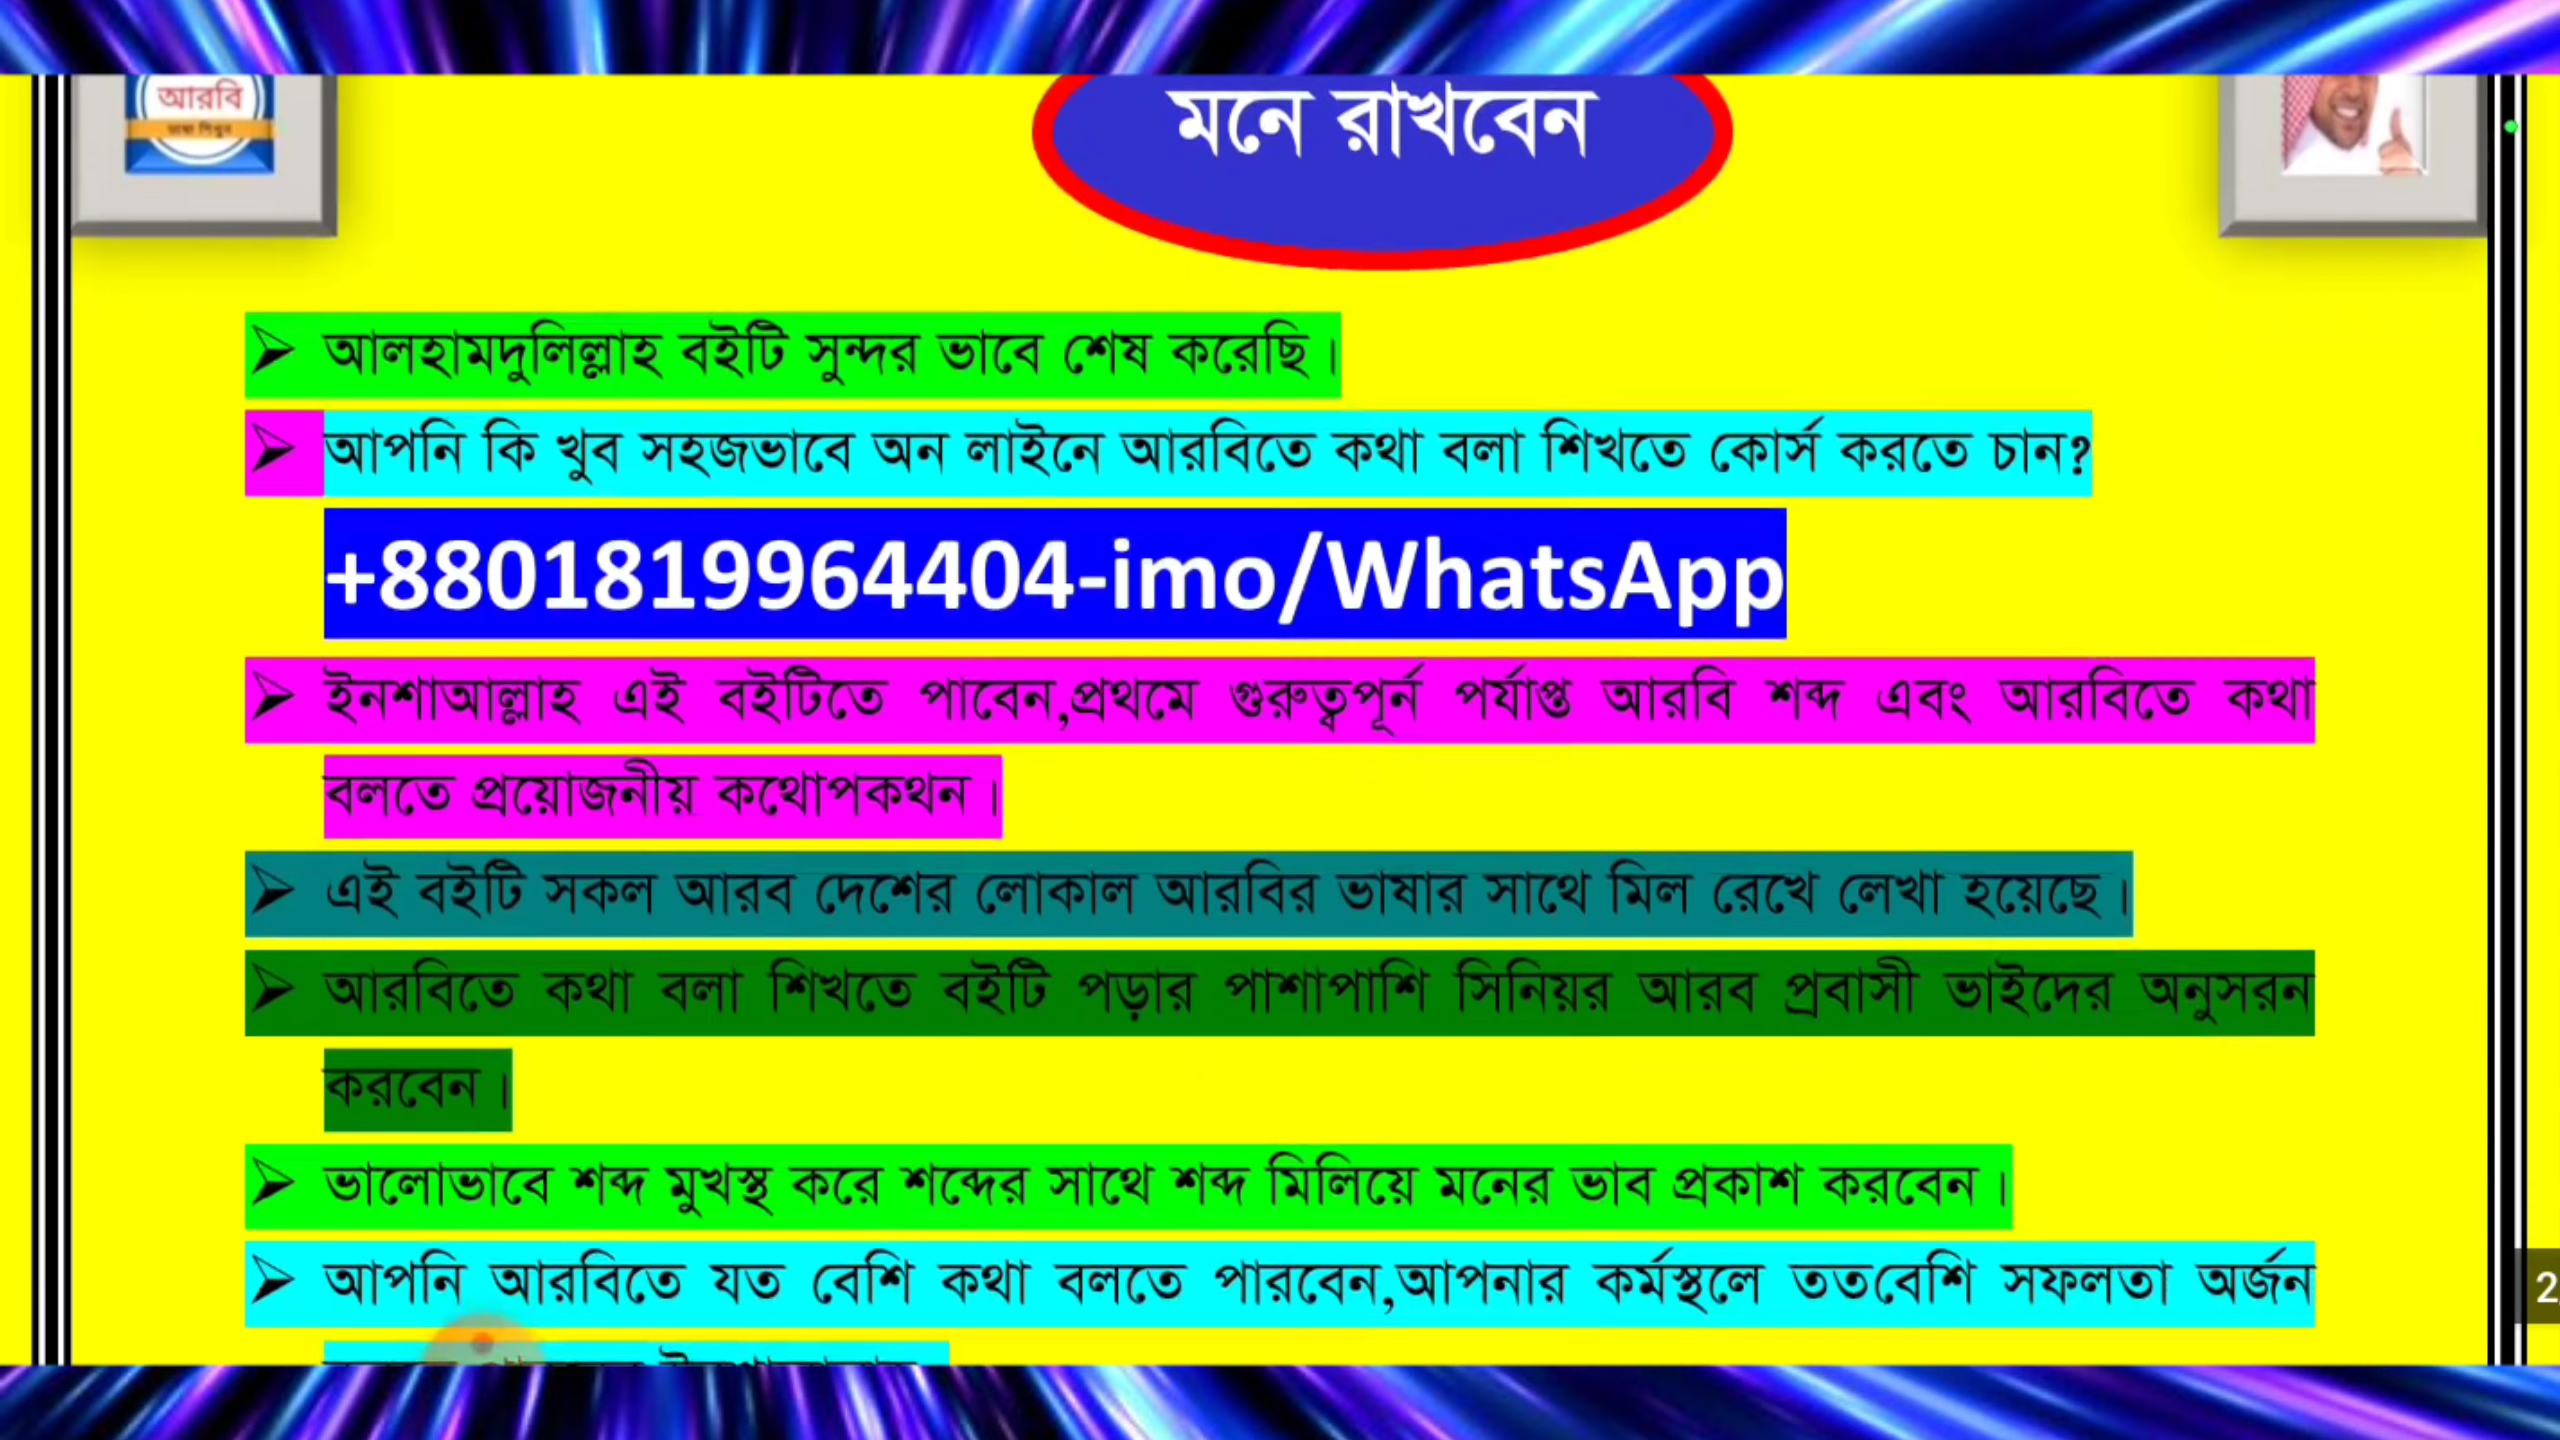 আরবি
ভাষা শিখুন
মনে রাখবেন
আলহামদুলিল্লাহ বইটি সুন্দর ভাবে শেষ করেছি।
আপনি কি খুব সহজভাবে অন লাইনে আরবিতে কথা বলা শিখতে কোর্স করতে চান?
+8801819964404-imo/WhatsApp
ইনশাআল্লাহ এই বইটিতে পাবেন,প্রথমে গুরুত্বপূর্ন পর্যাপ্ত আরবি শব্দ এবং আরবিতে কথা
বলতে প্রয়োজনীয় কথোপকথন।
এই বইটি সকল আরব দেশের লোকাল আরবির ভাষার সাথে মিল রেখে লেখা হয়েছে।
আরবিতে কথা বলা শিখতে বইটি পড়ার পাশাপাশি সিনিয়র আরব প্রবাসী ভাইদের অনুসরন
করবেন।
ভালোভাবে শব্দ মুখস্থ করে শব্দের সাথে শব্দ মিলিয়ে মনের ভাব প্রকাশ করবেন।
আপনি আরবিতে যত বেশি কথা বলতে পারবেন,আপনার কর্মস্থলে ততবেশি সফলতা অর্জন
2